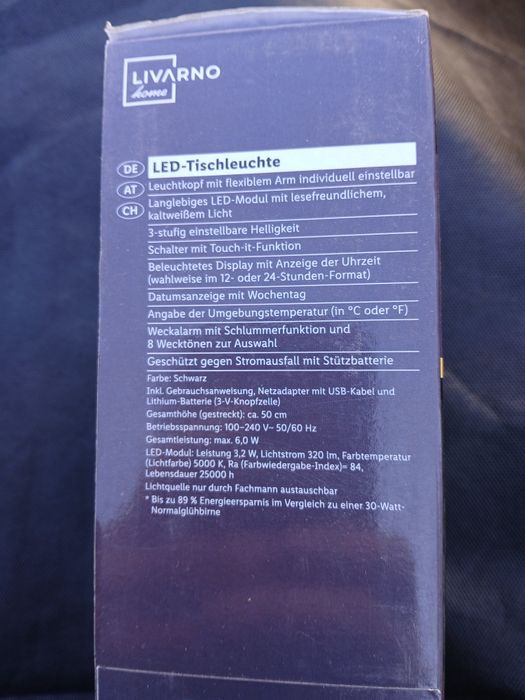 LIVARNO
home
DE LED-Tischleuchte
AT Leuchtkopf mit flexiblem Arm individuell einstellbar
CH Langlebiges LED-Modul mit lesefreundlichem,
kaltweißem Licht
3-stufig einstellbare Helligkeit
Schalter mit Touch-it-Funktion
Beleuchtetes Display mit Anzeige der Uhrzeit
(wahlweise im 12- oder 24-Stunden-Format)
Datumsanzeige mit Wochentag
Angabe der Umgebungstemperatur (in °C oder °F)
Weckalarm mit Schlummerfunktion und
8 Wecktönen zur Auswahl
Geschützt gegen Stromausfall mit Stützbatterie
Farbe: Schwarz
Inkl. Gebrauchsanweisung, Netzadapter mit USB-Kabel und
Lithium-Batterie (3-V-Knopfzelle)
Gesamthöhe (gestreckt): ca. 50 cm
Betriebsspannung: 100–240 V~ 50/60 Hz
Gesamtleistung: max. 6,0 W
LED-Modul: Leistung 3,2 W, Lichtstrom 320 lm, Farbtemperatur
(Lichtfarbe) 5000 K, Ra (Farbwiedergabe-Index)= 84,
Lebensdauer 25000 h
Lichtquelle nur durch Fachmann austauschbar
* Bis zu 89 % Energieersparnis im Vergleich zu einer 30-Watt-
Normalglühbirne